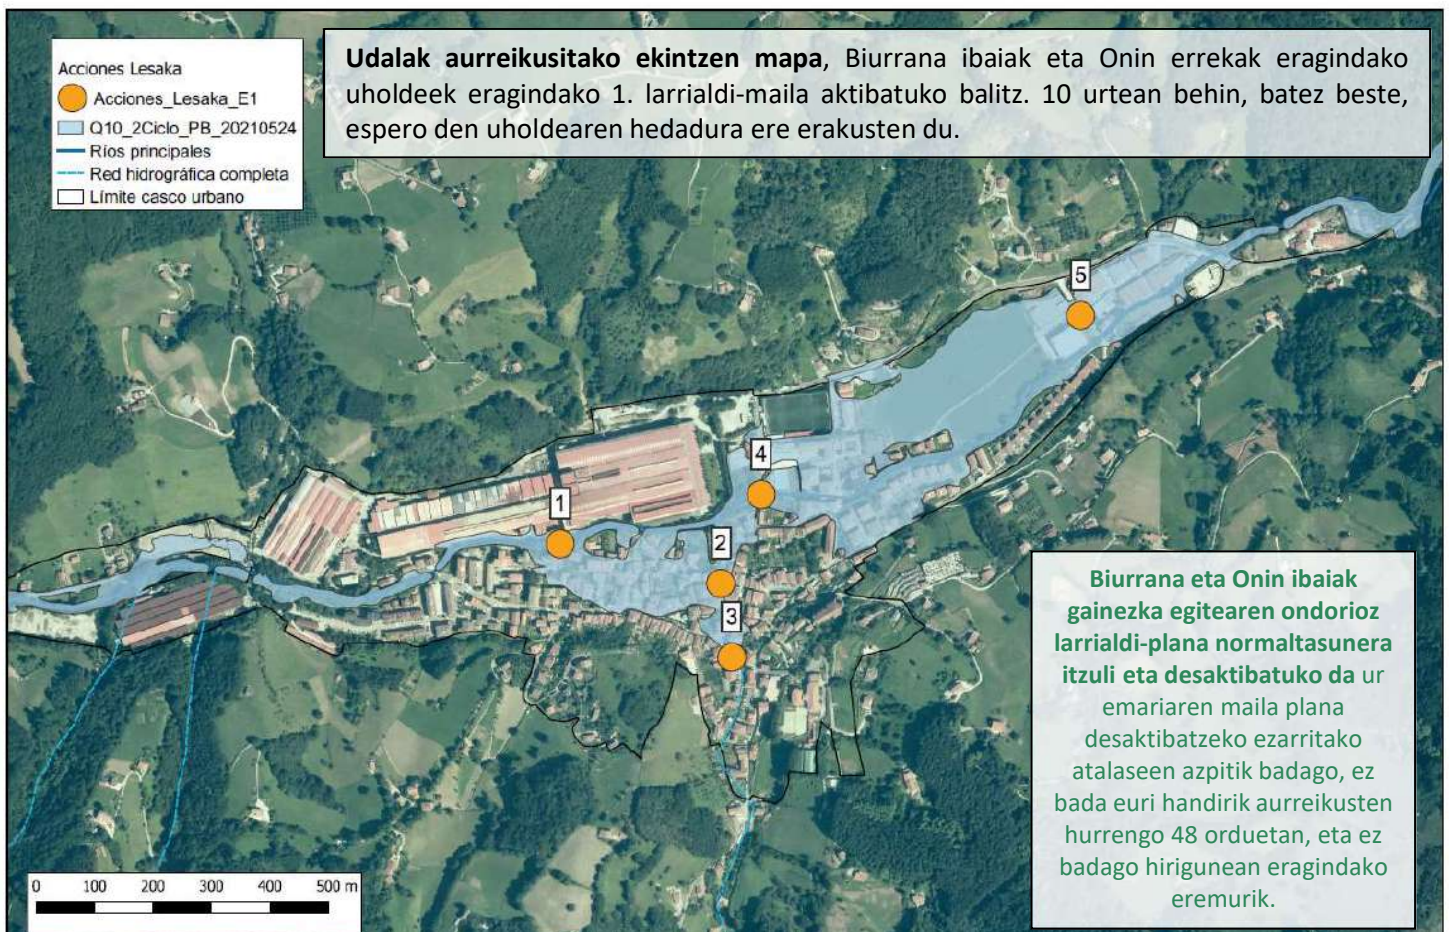 Udalak aurreikusitako ekintzen mapa, Biurrana ibaiak eta Onin errekak eragindako
uholdeek eragindako 1. larrialdi-maila aktibatuko balitz. 10 urtean behin, batez beste,
espero den uholdearen hedadura ere erakusten du.
Acciones Lesaka
Acciones_Lesaka_E1
Q10_2Ciclo_PB_20210524
Ríos principales
Red hidrográfica completa
Límite casco urbano
5
4
1
2
3
Biurrana eta Onin ibaiak
gainezka egitearen ondorioz
larrialdi-plana normaltasunera
itzuli eta desaktibatuko da ur
emariaren maila plana
desaktibatzeko ezarritako
atalaseen azpitik badago, ez
bada euri handirik aurreikusten
hurrengo 48 orduetan, eta ez
badago hirigunean eragindako
eremurik.
0 100 200 300 400 500 m